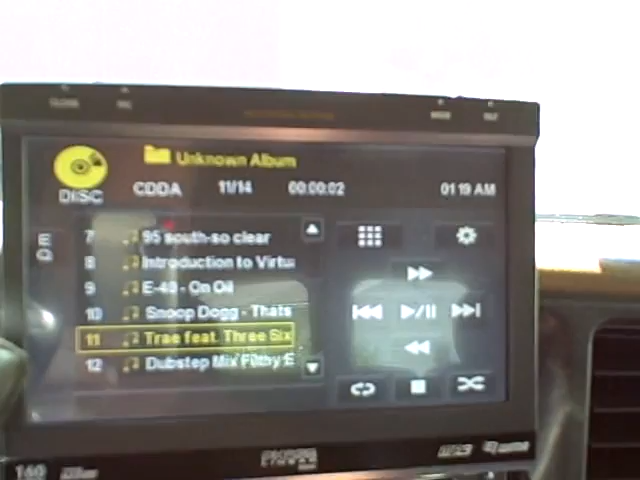 Unknown Album
DISC
CDDA 11/14 00:00:02 01:19 AM
EQ
7 95 south-so clear
8 Introduction to Virtu
9 E-40 - On Oil
10 Snoop Dogg - Thats
11 Trae feat. Three Six
12 Dubstep Mix Filthy E
160